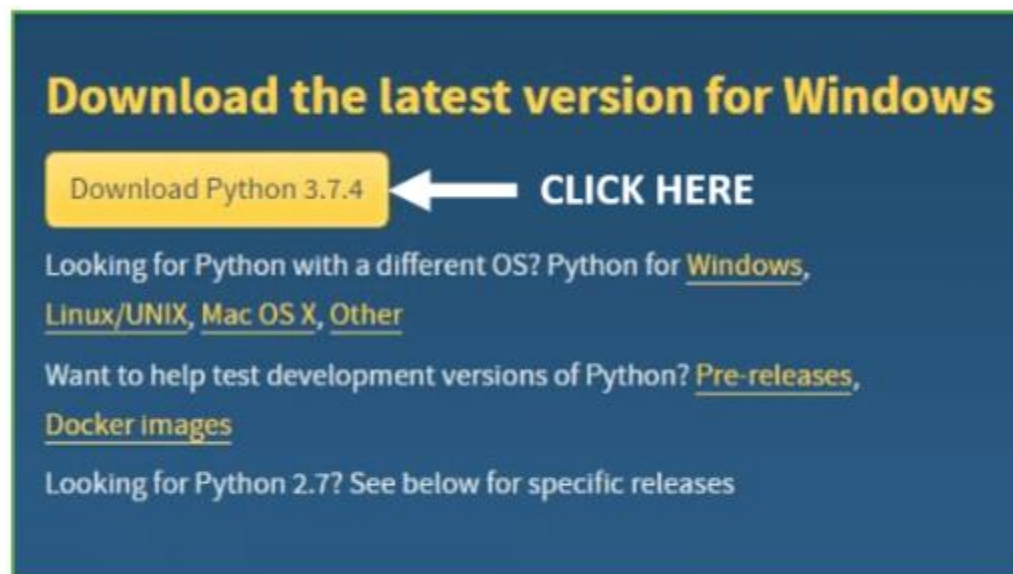 Download the latest version for Windows
Download Python 3.7.4 CLICK HERE
Looking for Python with a different OS? Python for Windows,
Linux/UNIX, Mac OS X, Other
Want to help test development versions of Python? Pre-releases,
Docker images
Looking for Python 2.7? See below for specific releases